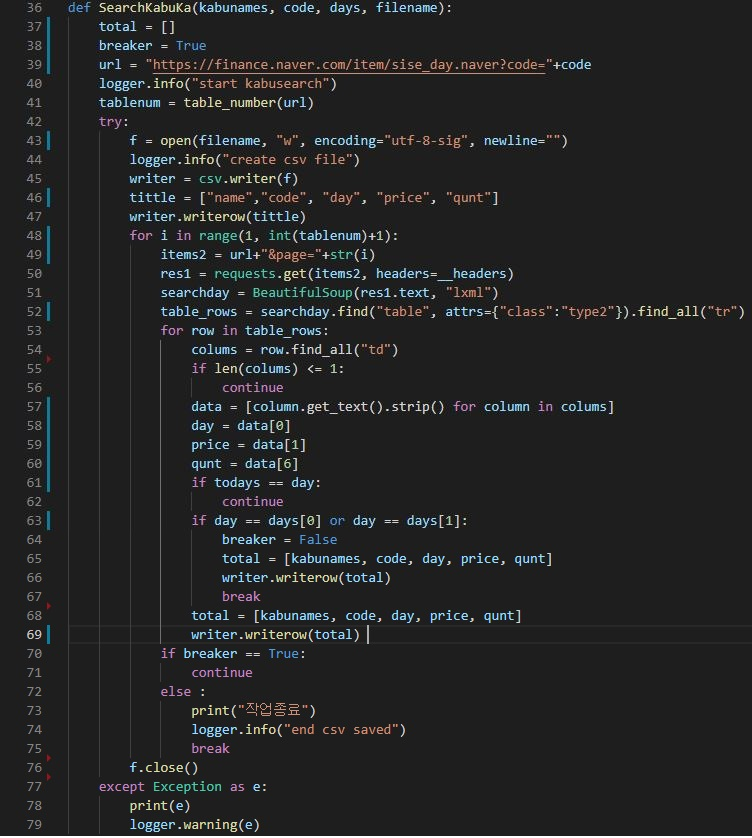 36 def SearchKabuKa(kabunames, code, days, filename):
37     total = []
38     breaker = True
39     url = "https://finance.naver.com/item/sise_day.naver?code="+code
40     logger.info("start kabusearch")
41     tablenum = table_number(url)
42     try:
43         f = open(filename, "w", encoding="utf-8-sig", newline="")
44         logger.info("create csv file")
45         writer = csv.writer(f)
46         tittle = ["name","code", "day", "price", "qunt"]
47         writer.writerow(tittle)
48         for i in range(1, int(tablenum)+1):
49             items2 = url+"&page="+str(i)
50             res1 = requests.get(items2, headers=__headers)
51             searchday = BeautifulSoup(res1.text, "lxml")
52             table_rows = searchday.find("table", attrs={"class":"type2"}).find_all("tr")
53             for row in table_rows:
54                 colums = row.find_all("td")
55                 if len(colums) <= 1:
56                     continue
57                 data = [column.get_text().strip() for column in colums]
58                 day = data[0]
59                 price = data[1]
60                 qunt = data[6]
61                 if todays == day:
62                     continue
63                 if day == days[0] or day == days[1]:
64                     breaker = False
65                     total = [kabunames, code, day, price, qunt]
66                     writer.writerow(total)
67                     break
68                 total = [kabunames, code, day, price, qunt]
69                 writer.writerow(total)
70             if breaker == True:
71                 continue
72             else :
73                 print("작업종료")
74                 logger.info("end csv saved")
75                 break
76         f.close()
77     except Exception as e:
78         print(e)
79         logger.warning(e)